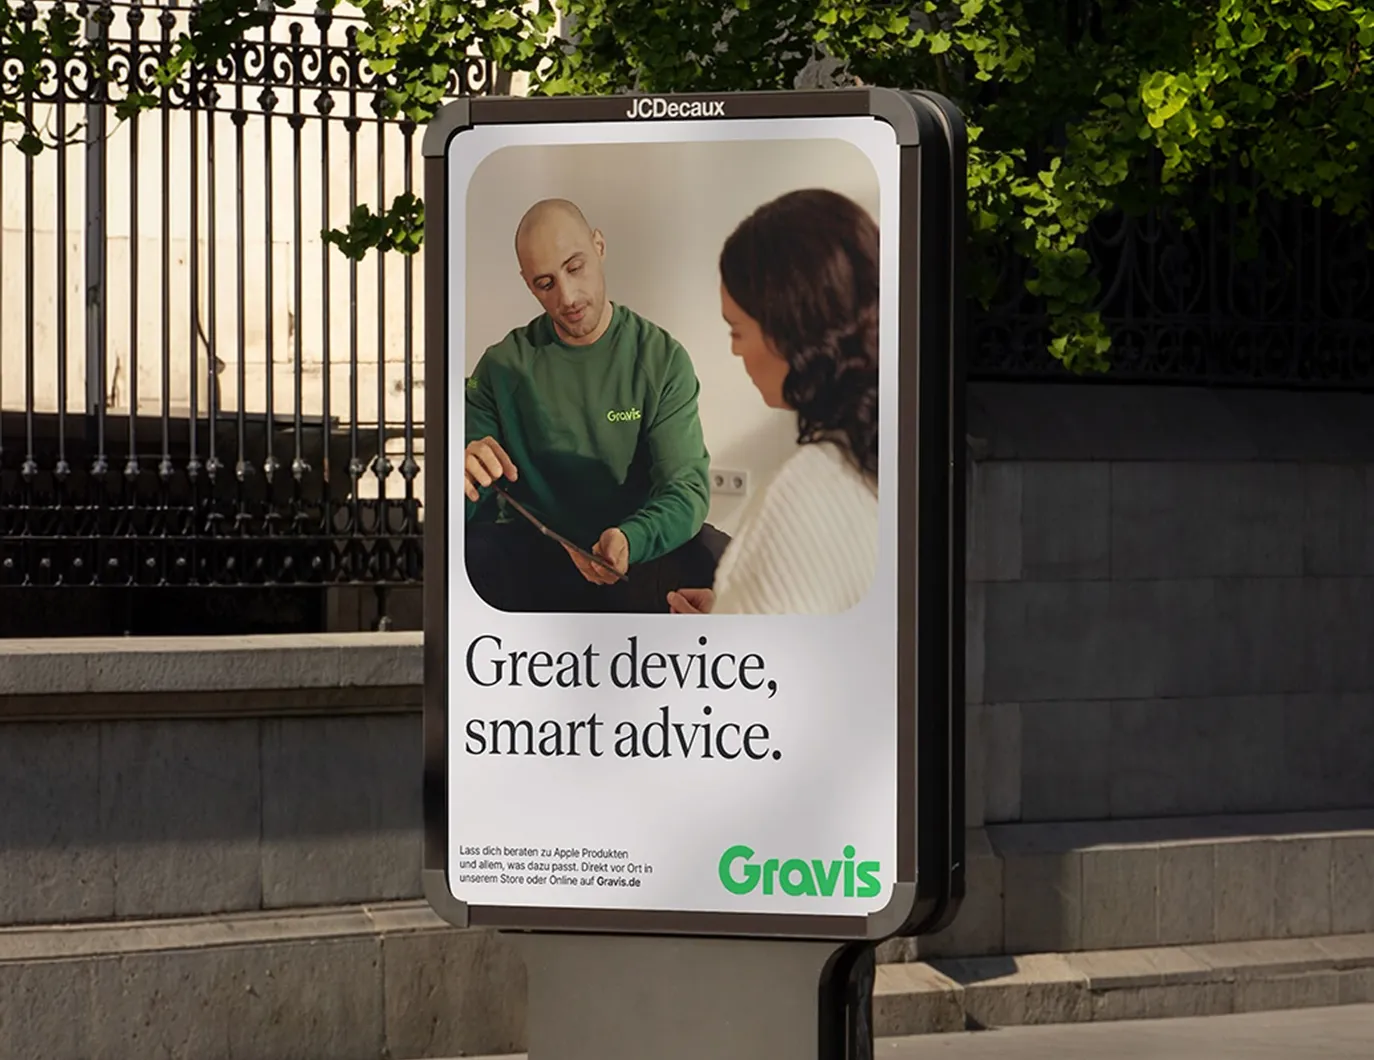 JCDecaux
Gravis
Great device,
smart advice.
Lass dich beraten zu Apple Produkten
und allem, was dazu passt. Direkt vor Ort in
unserem Store oder Online auf Gravis.de
Gravis